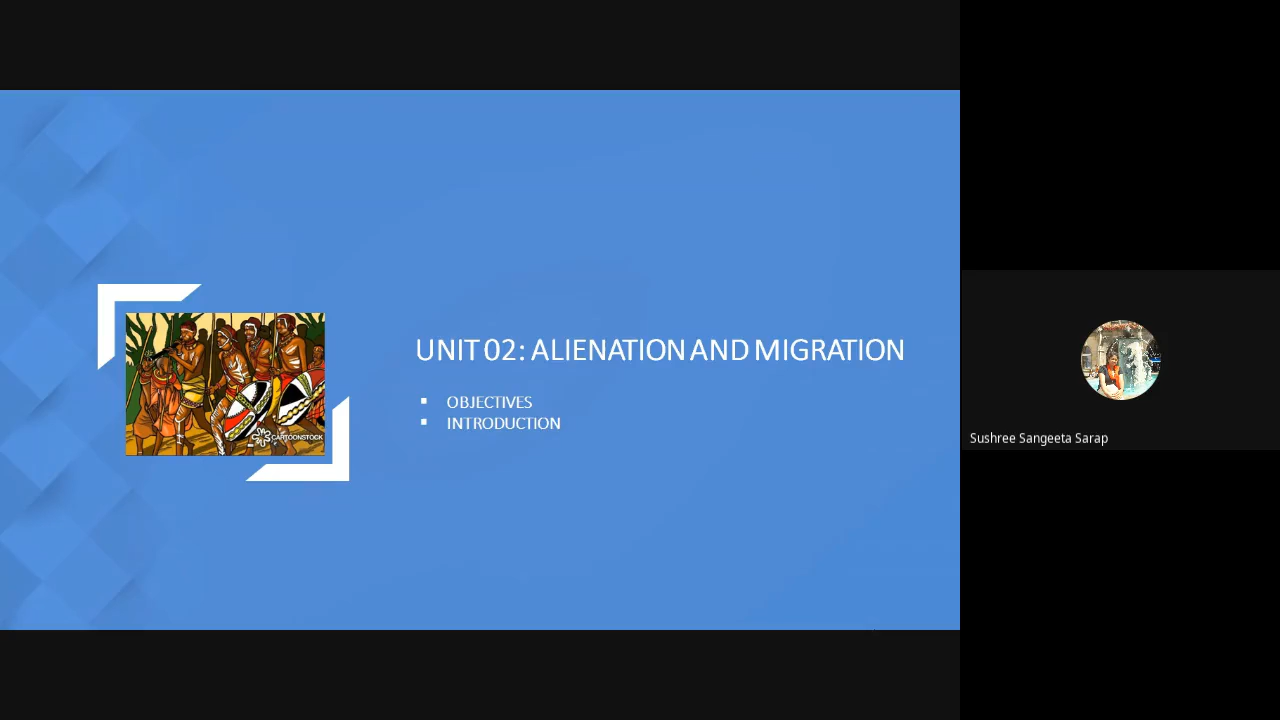 UNIT 02: ALIENATION AND MIGRATION
OBJECTIVES
INTRODUCTION
CARTOONSTOCK
Sushree Sangeeta Sarap